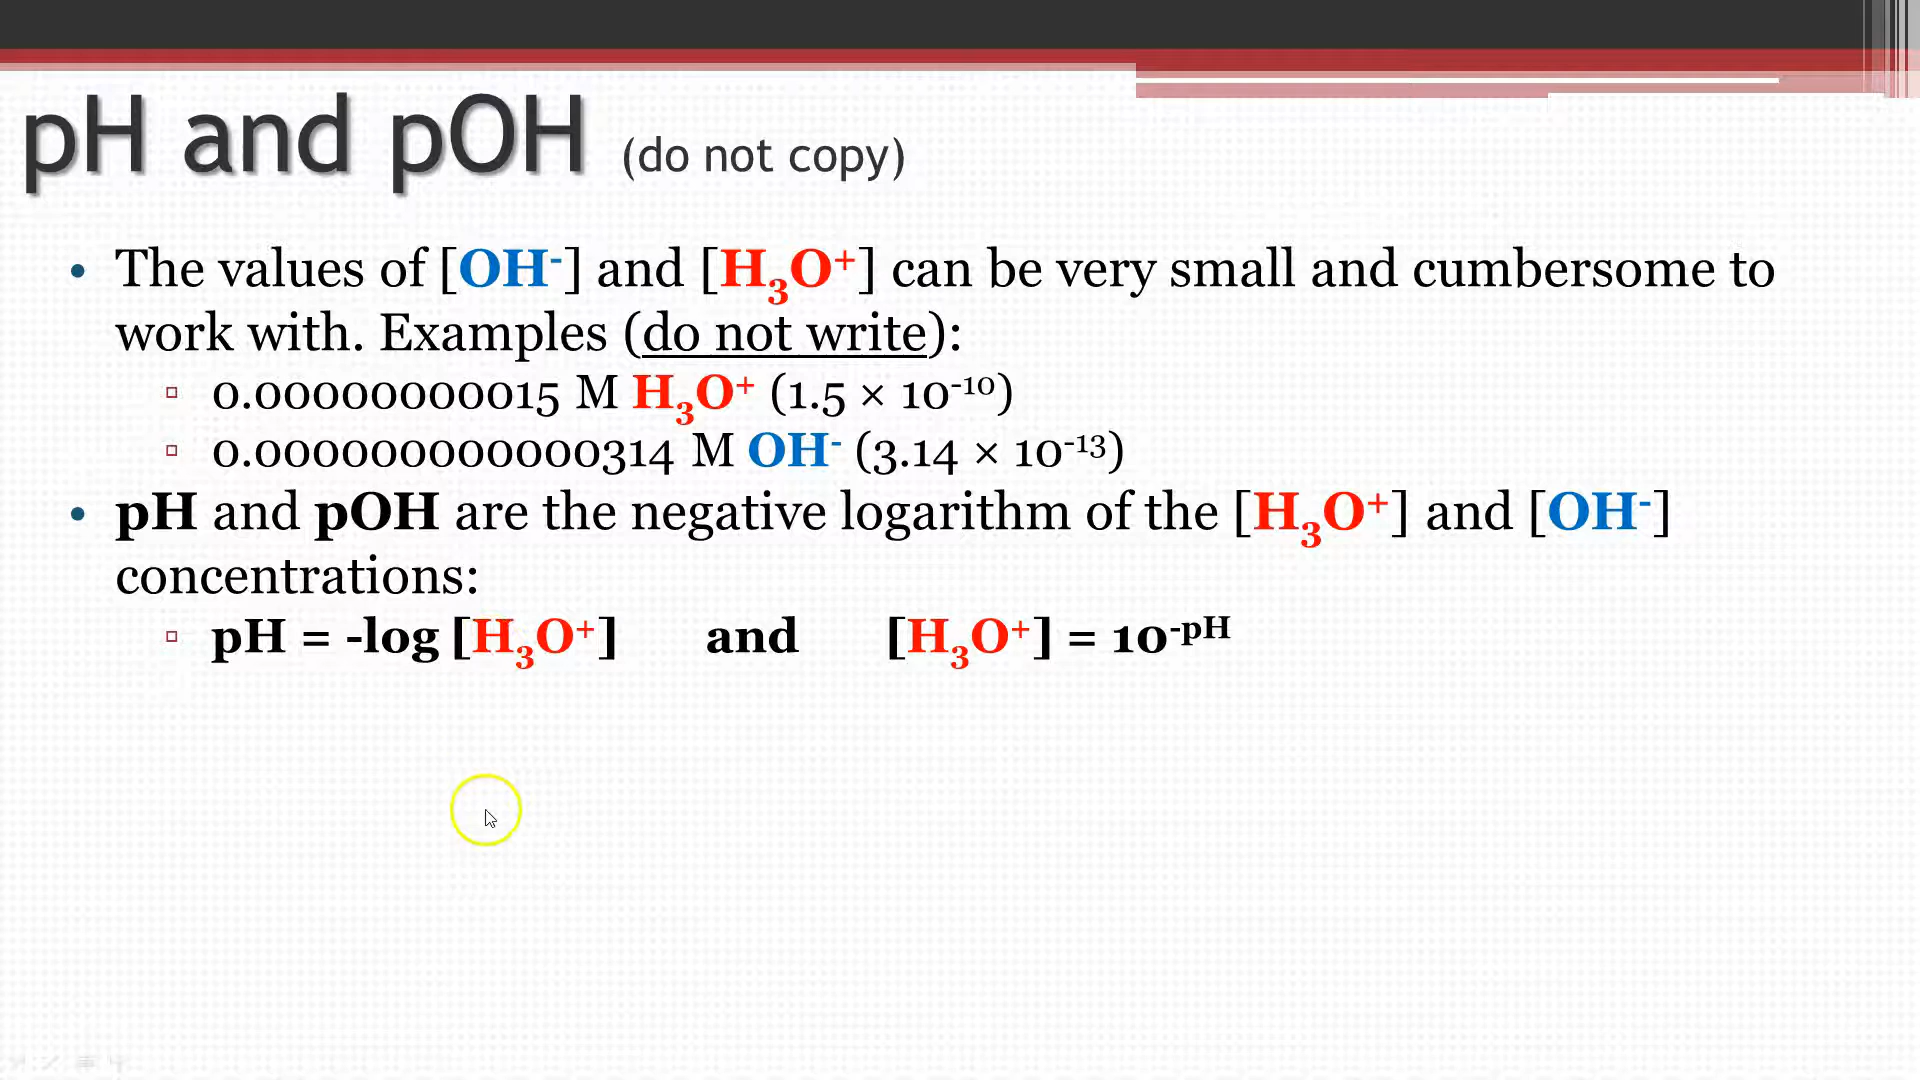 pH and pOH (do not copy)
• The values of [OH⁻] and [H₃O⁺] can be very small and cumbersome to
work with. Examples (do not write):
▫ 0.00000000015 M H₃O⁺ (1.5 × 10⁻¹⁰)
▫ 0.000000000000314 M OH⁻ (3.14 × 10⁻¹³)
• pH and pOH are the negative logarithm of the [H₃O⁺] and [OH⁻]
concentrations:
▫ pH = -log [H₃O⁺] and [H₃O⁺] = 10⁻ᵖᴴ